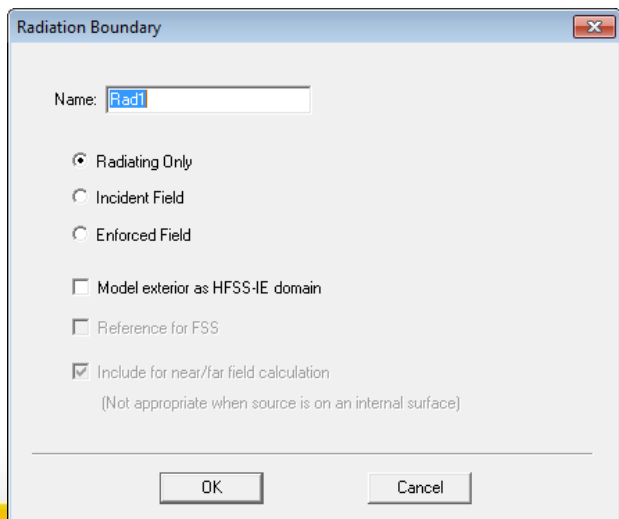 Radiation Boundary
Name: Rad1
Radiating Only
Incident Field
Enforced Field
Model exterior as HFSS-IE domain
Reference for FSS
Include for near/far field calculation
(Not appropriate when source is on an internal surface)
OK Cancel